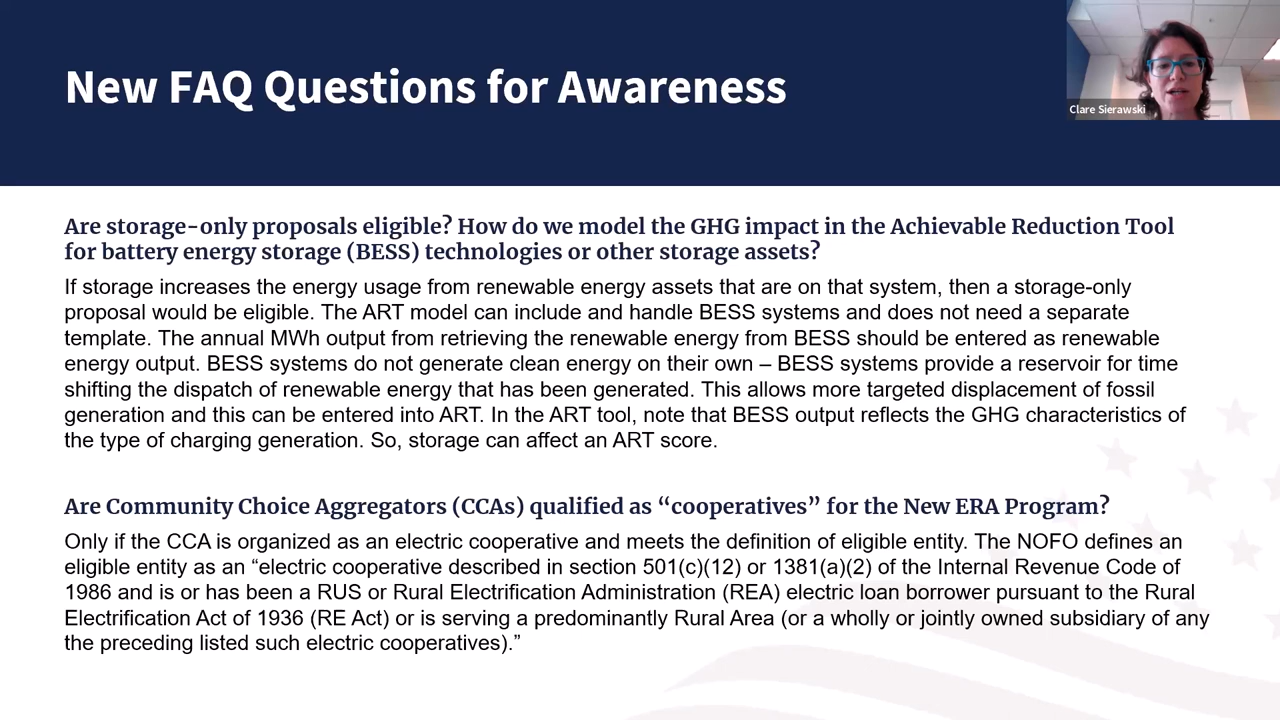 New FAQ Questions for Awareness
Clare Sierawski
Are storage-only proposals eligible? How do we model the GHG impact in the Achievable Reduction Tool
for battery energy storage (BESS) technologies or other storage assets?
If storage increases the energy usage from renewable energy assets that are on that system, then a storage-only
proposal would be eligible. The ART model can include and handle BESS systems and does not need a separate
template. The annual MWh output from retrieving the renewable energy from BESS should be entered as renewable
energy output. BESS systems do not generate clean energy on their own – BESS systems provide a reservoir for time
shifting the dispatch of renewable energy that has been generated. This allows more targeted displacement of fossil
generation and this can be entered into ART. In the ART tool, note that BESS output reflects the GHG characteristics of
the type of charging generation. So, storage can affect an ART score.
Are Community Choice Aggregators (CCAs) qualified as “cooperatives” for the New ERA Program?
Only if the CCA is organized as an electric cooperative and meets the definition of eligible entity. The NOFO defines an
eligible entity as an “electric cooperative described in section 501(c)(12) or 1381(a)(2) of the Internal Revenue Code of
1986 and is or has been a RUS or Rural Electrification Administration (REA) electric loan borrower pursuant to the Rural
Electrification Act of 1936 (RE Act) or is serving a predominantly Rural Area (or a wholly or jointly owned subsidiary of any
the preceding listed such electric cooperatives).”